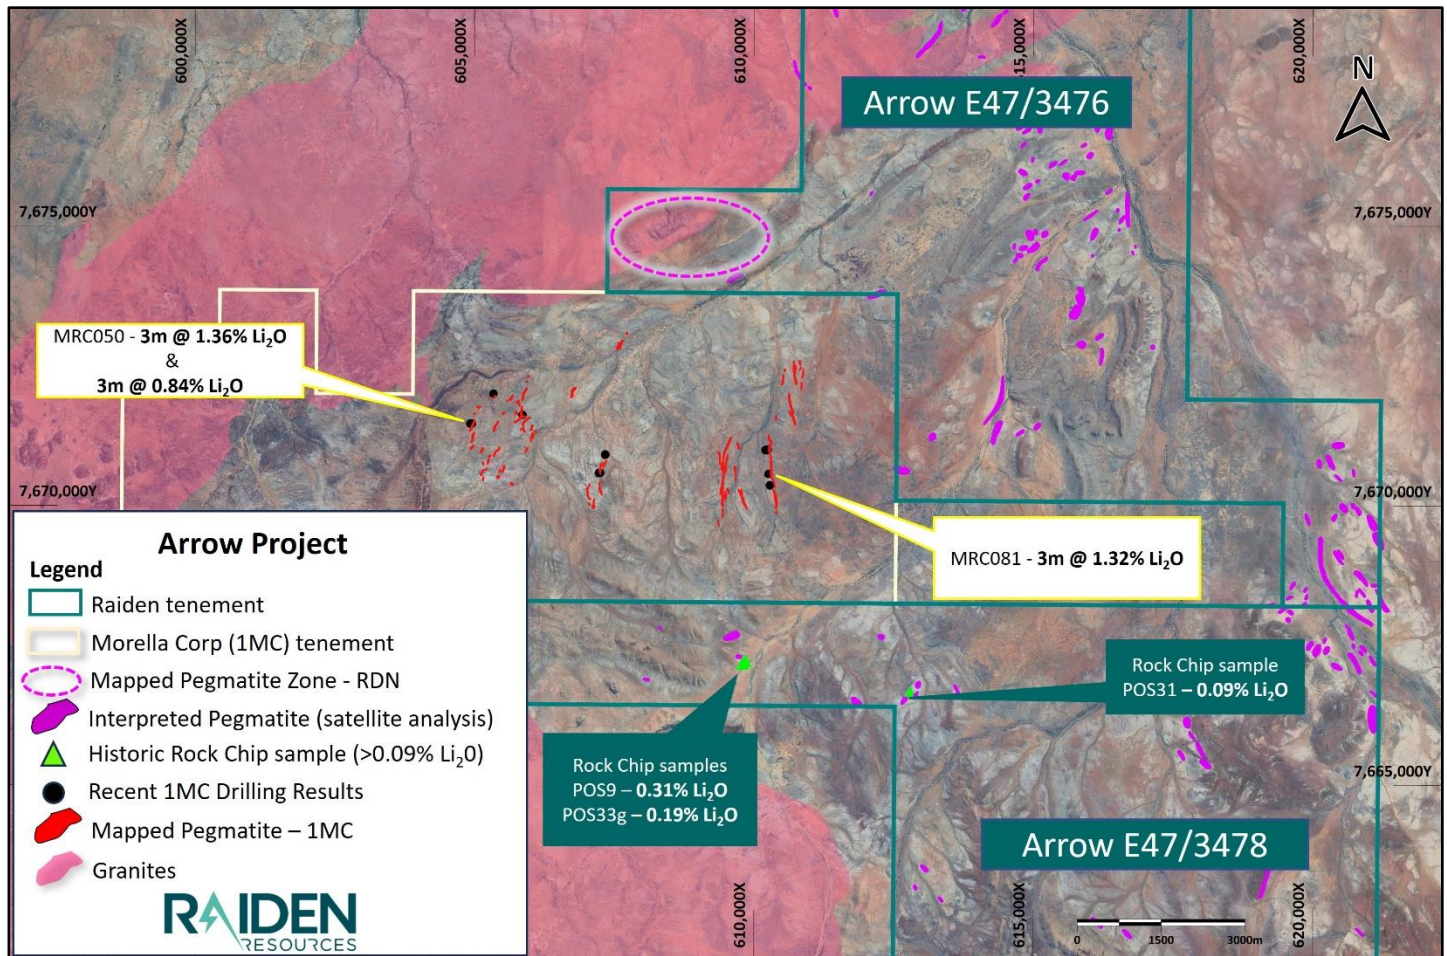 600,000X
605,000X
610,000X
615,000X
620,000X
N
Arrow E47/3476
7,675,000Y
7,675,000Y
MRC050 - 3m @ 1.36% Li₂O
&
3m @ 0.84% Li₂O
7,670,000Y
7,670,000Y
MRC081 - 3m @ 1.32% Li₂O
Arrow Project
Legend
Raiden tenement
Morella Corp (1MC) tenement
Mapped Pegmatite Zone - RDN
Interpreted Pegmatite (satellite analysis)
Historic Rock Chip sample (>0.09% Li₂0)
Recent 1MC Drilling Results
Mapped Pegmatite – 1MC
Granites
RAIDEN
RESOURCES
Rock Chip sample
POS31 – 0.09% Li₂O
Rock Chip samples
POS9 – 0.31% Li₂O
POS33g – 0.19% Li₂O
7,665,000Y
Arrow E47/3478
610,000X
615,000X
620,000X
0 1500 3000m